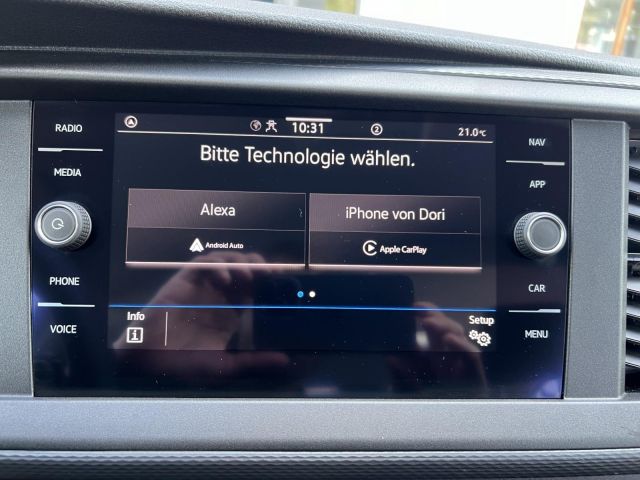 RADIO
MEDIA
PHONE
VOICE
10:31
2
21.0°C
Bitte Technologie wählen.
Alexa
Android Auto
iPhone von Dori
Apple CarPlay
Info
Setup
NAV
APP
CAR
MENU